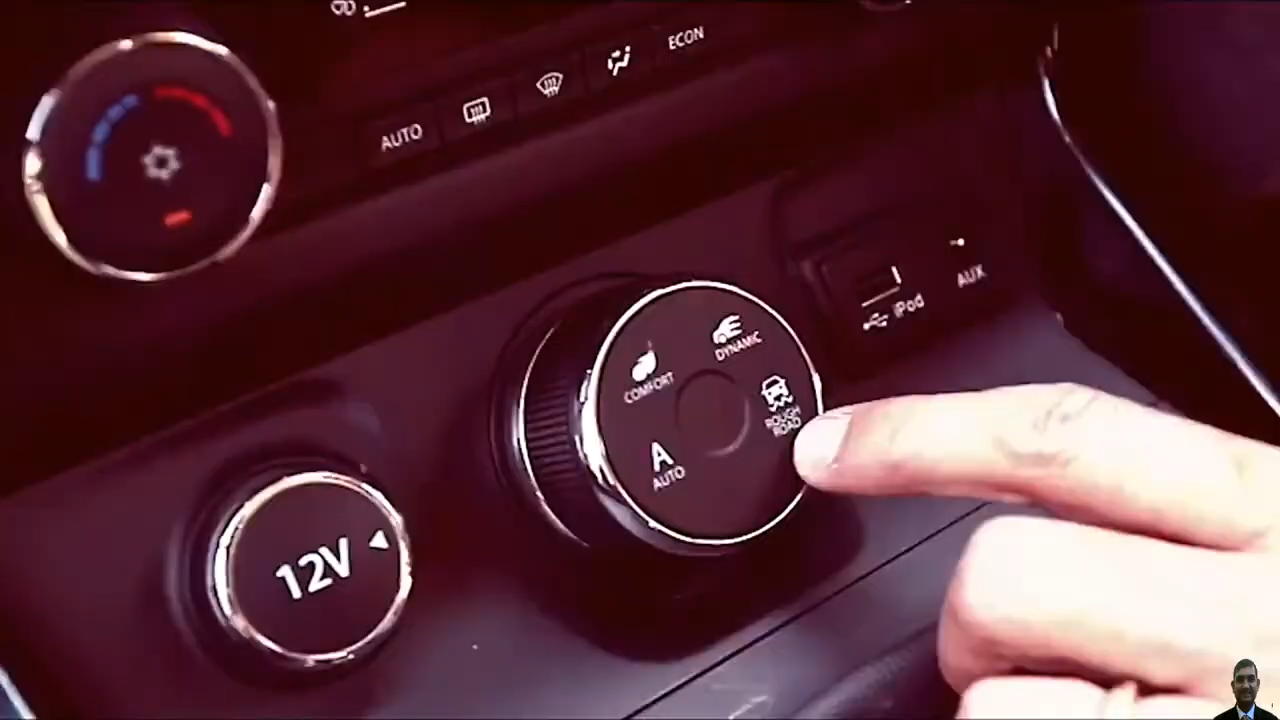 ECON
AUTO
iPod
AUX
DYNAMIC
COMFORT
ROUGH
ROAD
A
AUTO
12V